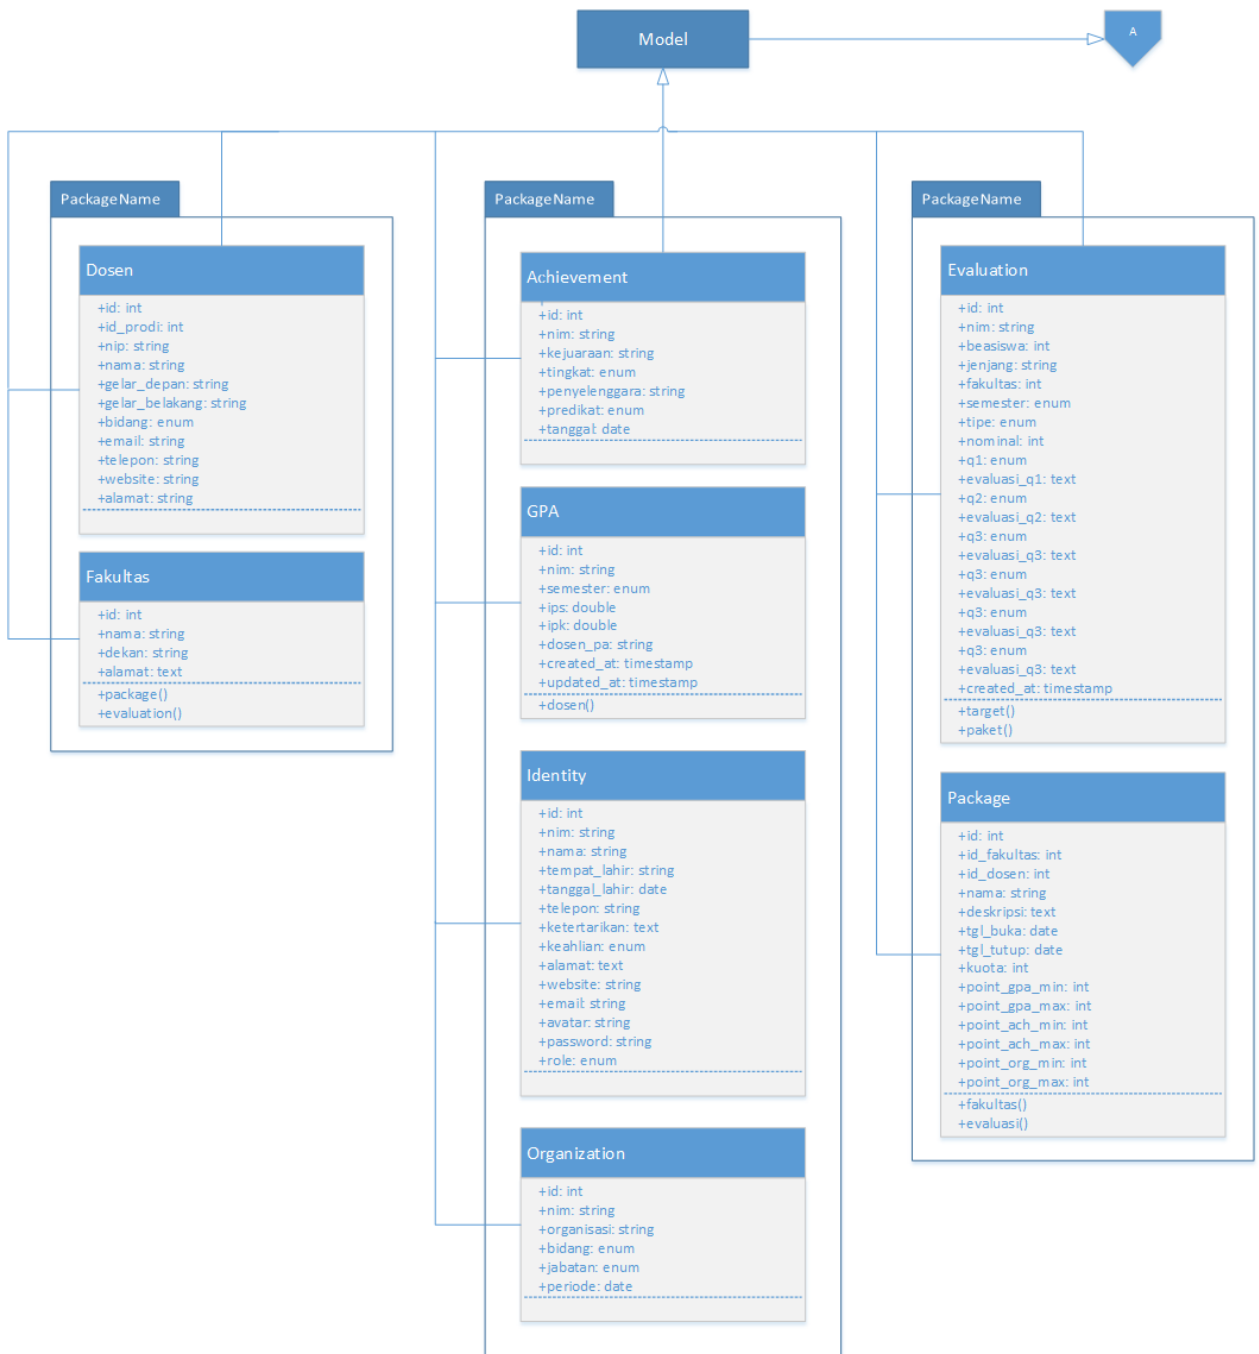 Model
A
PackageName
Dosen
+id: int
+id_prodi: int
+nip: string
+nama: string
+gelar_depan: string
+gelar_belakang: string
+bidang: enum
+email: string
+telepon: string
+website: string
+alamat: string
Fakultas
+id: int
+nama: string
+dekan: string
+alamat: text
+package()
+evaluation()
PackageName
Achievement
+id: int
+nim: string
+kejuaraan: string
+tingkat: enum
+penyelenggara: string
+predikat: enum
+tanggal: date
GPA
+id: int
+nim: string
+semester: enum
+ips: double
+ipk: double
+dosen_pa: string
+created_at: timestamp
+updated_at: timestamp
+dosen()
Identity
+id: int
+nim: string
+nama: string
+tempat_lahir: string
+tanggal_lahir: date
+telepon: string
+ketertarikan: text
+keahlian: enum
+alamat: text
+website: string
+email: string
+avatar: string
+password: string
+role: enum
Organization
+id: int
+nim: string
+organisasi: string
+bidang: enum
+jabatan: enum
+periode: date
PackageName
Evaluation
+id: int
+nim: string
+beasiswa: int
+jenjang: string
+fakultas: int
+semester: enum
+tipe: enum
+nominal: int
+q1: enum
+evaluasi_q1: text
+q2: enum
+evaluasi_q2: text
+q3: enum
+evaluasi_q3: text
+q3: enum
+evaluasi_q3: text
+q3: enum
+evaluasi_q3: text
+q3: enum
+evaluasi_q3: text
+created_at: timestamp
+target()
+paket()
Package
+id: int
+id_fakultas: int
+id_dosen: int
+nama: string
+deskripsi: text
+tgl_buka: date
+tgl_tutup: date
+kuota: int
+point_gpa_min: int
+point_gpa_max: int
+point_ach_min: int
+point_ach_max: int
+point_org_min: int
+point_org_max: int
+fakultas()
+evaluasi()